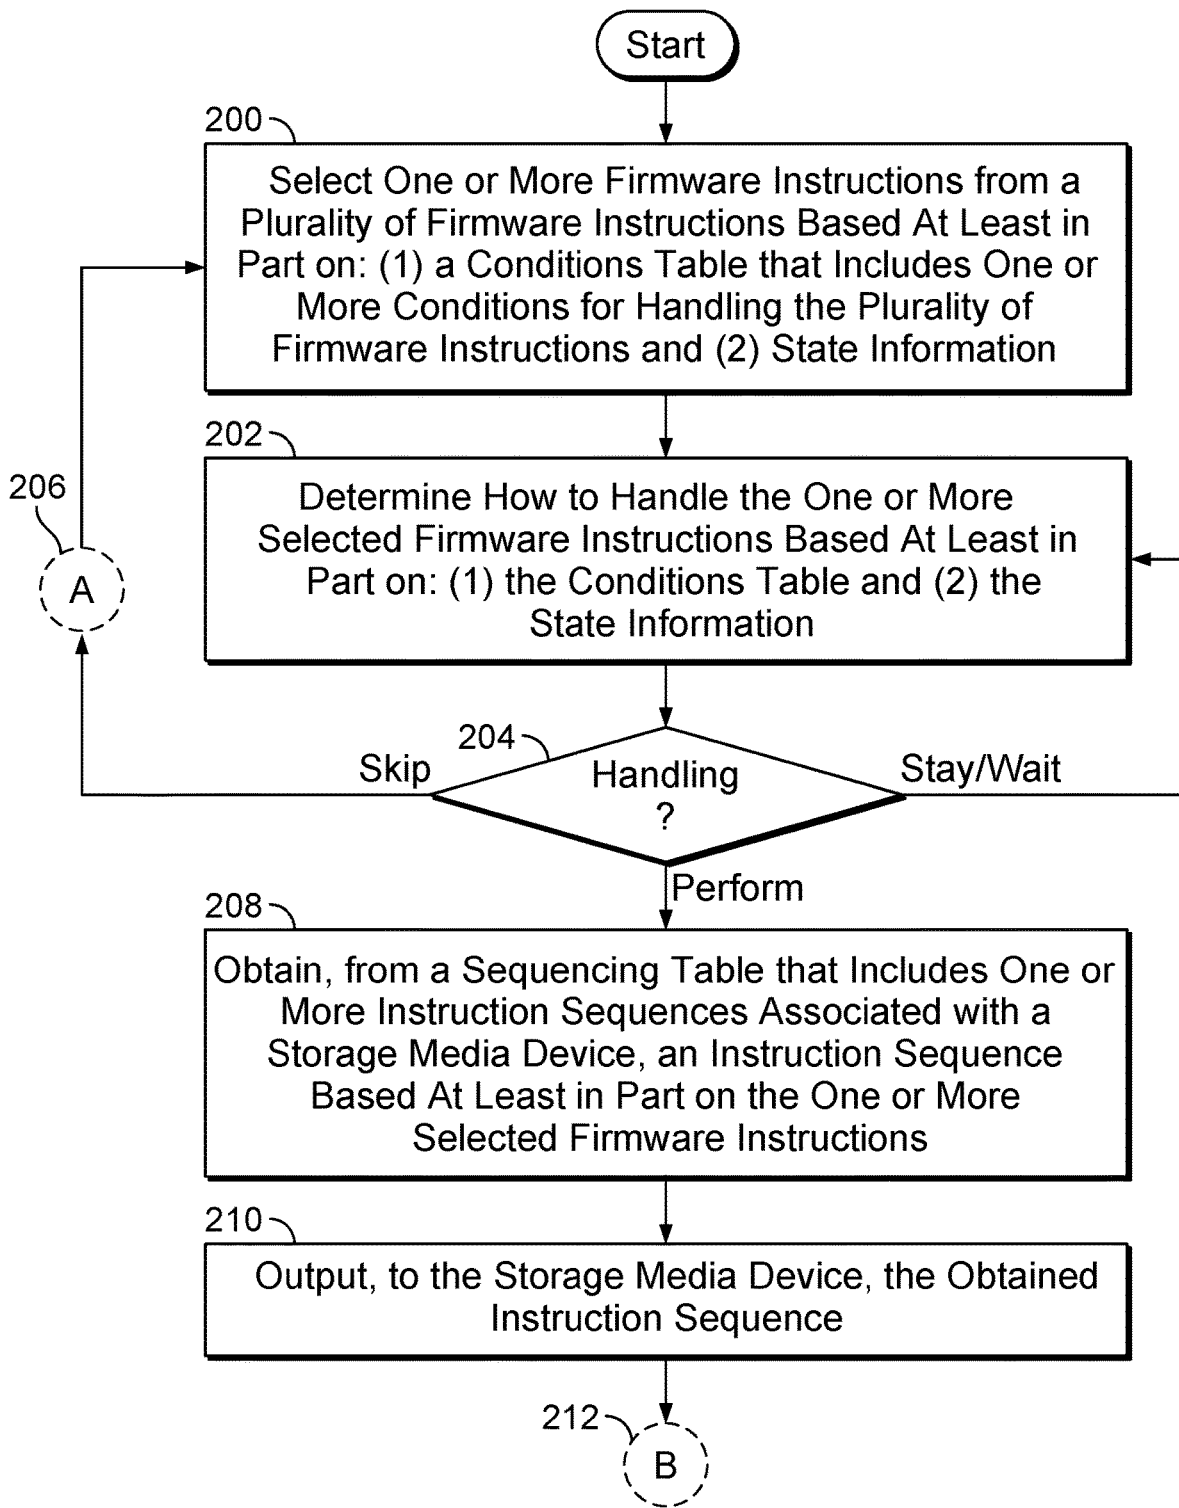 Start
200
Select One or More Firmware Instructions from a
Plurality of Firmware Instructions Based At Least in
Part on: (1) a Conditions Table that Includes One or
More Conditions for Handling the Plurality of
Firmware Instructions and (2) State Information
202
Determine How to Handle the One or More
Selected Firmware Instructions Based At Least in
Part on: (1) the Conditions Table and (2) the
State Information
206
A
204
Skip
Handling
?
Stay/Wait
Perform
208
Obtain, from a Sequencing Table that Includes One or
More Instruction Sequences Associated with a
Storage Media Device, an Instruction Sequence
Based At Least in Part on the One or More
Selected Firmware Instructions
210
Output, to the Storage Media Device, the Obtained
Instruction Sequence
212
B